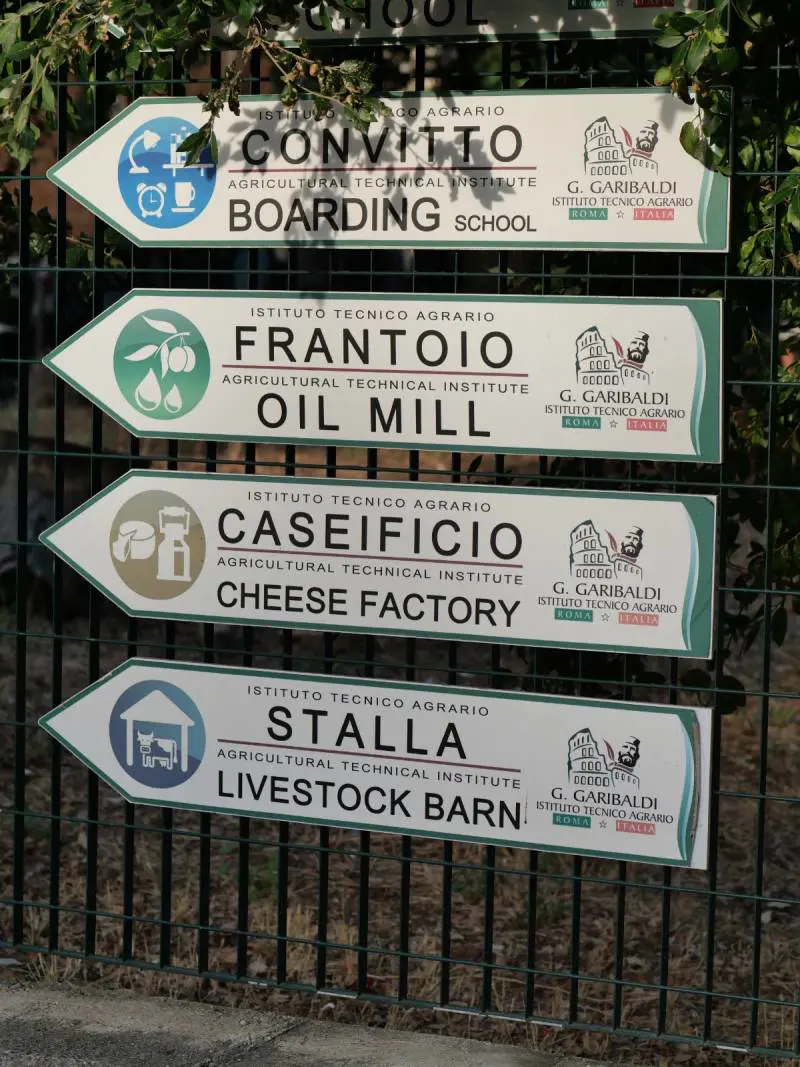 SCHOOL
ISTITUTO TECNICO AGRARIO
CONVITTO
AGRICULTURAL TECHNICAL INSTITUTE
BOARDING SCHOOL
G. GARIBALDI
ISTITUTO TECNICO AGRARIO
ROMA ☆ ITALIA
ISTITUTO TECNICO AGRARIO
FRANTOIO
AGRICULTURAL TECHNICAL INSTITUTE
OIL MILL
G. GARIBALDI
ISTITUTO TECNICO AGRARIO
ROMA ☆ ITALIA
ISTITUTO TECNICO AGRARIO
CASEIFICIO
AGRICULTURAL TECHNICAL INSTITUTE
CHEESE FACTORY
G. GARIBALDI
ISTITUTO TECNICO AGRARIO
ROMA ☆ ITALIA
ISTITUTO TECNICO AGRARIO
STALLA
AGRICULTURAL TECHNICAL INSTITUTE
LIVESTOCK BARN
G. GARIBALDI
ISTITUTO TECNICO AGRARIO
ROMA ☆ ITALIA